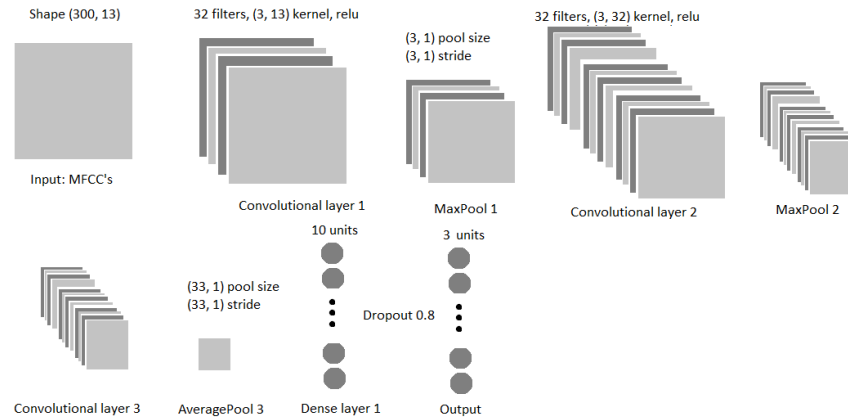 Shape (300, 13)
32 filters, (3, 13) kernel, relu
(3, 1) pool size
(3, 1) stride
32 filters, (3, 32) kernel, relu
Input: MFCC's
Convolutional layer 1
MaxPool 1
Convolutional layer 2
MaxPool 2
10 units
3 units
(33, 1) pool size
(33, 1) stride
Dropout 0.8
Convolutional layer 3
AveragePool 3
Dense layer 1
Output